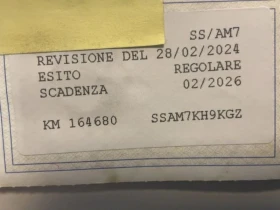 SS/AM7
REVISIONE DEL 28/02/2024
ESITO REGOLARE
SCADENZA 02/2026
KM 164680 SSAM7KH9KGZ